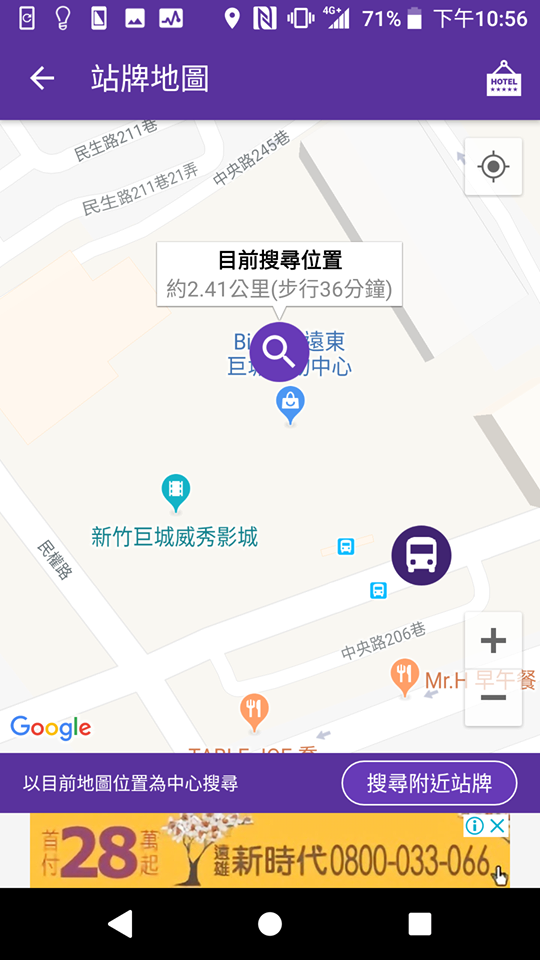 4G+
71%
下午10:56
站牌地圖
HOTEL
民生路211巷
中央路245巷
民生路211巷21弄
目前搜尋位置
約2.41公里(步行36分鐘)
遠東
巨 中心
新竹巨城威秀影城
民權路
中央路206巷
Mr.H 早午餐
Google
以目前地圖位置為中心搜尋
搜尋附近站牌
首付28萬起
遠雄新時代0800-033-066